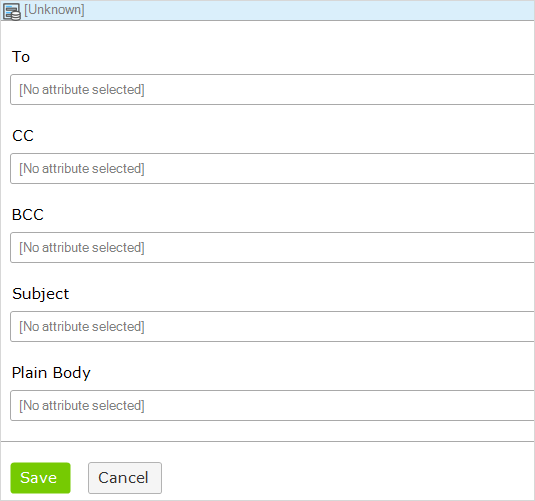 [Unknown]
To
[No attribute selected]
CC
[No attribute selected]
BCC
[No attribute selected]
Subject
[No attribute selected]
Plain Body
[No attribute selected]
Save Cancel